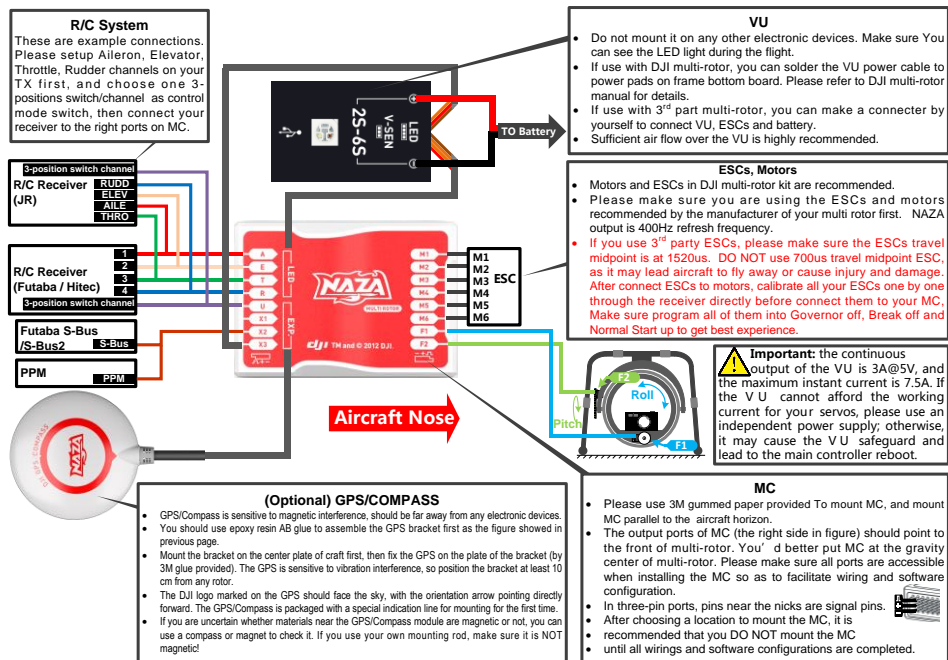 R/C System
These are example connections.
Please setup Aileron, Elevator,
Throttle, Rudder channels on your
TX first, and choose one 3-
positions switch/channel as control
mode switch, then connect your
receiver to the right ports on MC.
3-position switch channel
R/C Receiver
(JR)
RUDD
ELEV
AILE
THRO
R/C Receiver
(Futaba / Hitec)
1
2
3
4
3-position switch channel
Futaba S-Bus
/S-Bus2
S-Bus
PPM
PPM
LED
V-SEN
2S-6S
TO Battery
A
E
T
R
U
X1
X2
X3
LED
EXP.
NAZA
MULTI-ROTOR
dji TM and © 2012 DJI.
M1
M2
M3
M4
M5
M6
F1
F2
M1
M2
M3
M4
M5
M6
ESC
Aircraft Nose
F2
Roll
Pitch
F1
DJI GPS-COMPASS
NAZA
VU
• Do not mount it on any other electronic devices. Make sure You
can see the LED light during the flight.
• If use with DJI multi-rotor, you can solder the VU power cable to
power pads on frame bottom board. Please refer to DJI multi-rotor
manual for details.
• If use with 3rd part multi-rotor, you can make a connecter by
yourself to connect VU, ESCs and battery.
• Sufficient air flow over the VU is highly recommended.
ESCs, Motors
• Motors and ESCs in DJI multi-rotor kit are recommended.
• Please make sure you are using the ESCs and motors
recommended by the manufacturer of your multi rotor first. NAZA
output is 400Hz refresh frequency.
• If you use 3rd party ESCs, please make sure the ESCs travel
midpoint is at 1520us. DO NOT use 700us travel midpoint ESC,
as it may lead aircraft to fly away or cause injury and damage.
After connect ESCs to motors, calibrate all your ESCs one by one
through the receiver directly before connect them to your MC,
Make sure program all of them into Governor off, Break off and
Normal Start up to get best experience.
Important: the continuous
output of the VU is 3A@5V, and
the maximum instant current is 7.5A. If
the V U cannot afford the working
current for your servos, please use an
independent power supply; otherwise,
it may cause the V U safeguard and
lead to the main controller reboot.
(Optional) GPS/COMPASS
• GPS/Compass is sensitive to magnetic interference, should be far away from any electronic devices.
• You should use epoxy resin AB glue to assemble the GPS bracket first as the figure showed in
previous page.
• Mount the bracket on the center plate of craft first, then fix the GPS on the plate of the bracket (by
3M glue provided). The GPS is sensitive to vibration interference, so position the bracket at least 10
cm from any rotor.
• The DJI logo marked on the GPS should face the sky, with the orientation arrow pointing directly
forward. The GPS/Compass is packaged with a special indication line for mounting for the first time.
• If you are uncertain whether materials near the GPS/Compass module are magnetic or not, you can
use a compass or magnet to check it. If you use your own mounting rod, make sure it is NOT
magnetic!
MC
• Please use 3M gummed paper provided To mount MC, and mount
MC parallel to the aircraft horizon.
• The output ports of MC (the right side in figure) should point to
the front of multi-rotor. You' d better put MC at the gravity
center of multi-rotor. Please make sure all ports are accessible
when installing the MC so as to facilitate wiring and software
configuration.
• In three-pin ports, pins near the nicks are signal pins.
• After choosing a location to mount the MC, it is
• recommended that you DO NOT mount the MC
• until all wirings and software configurations are completed.